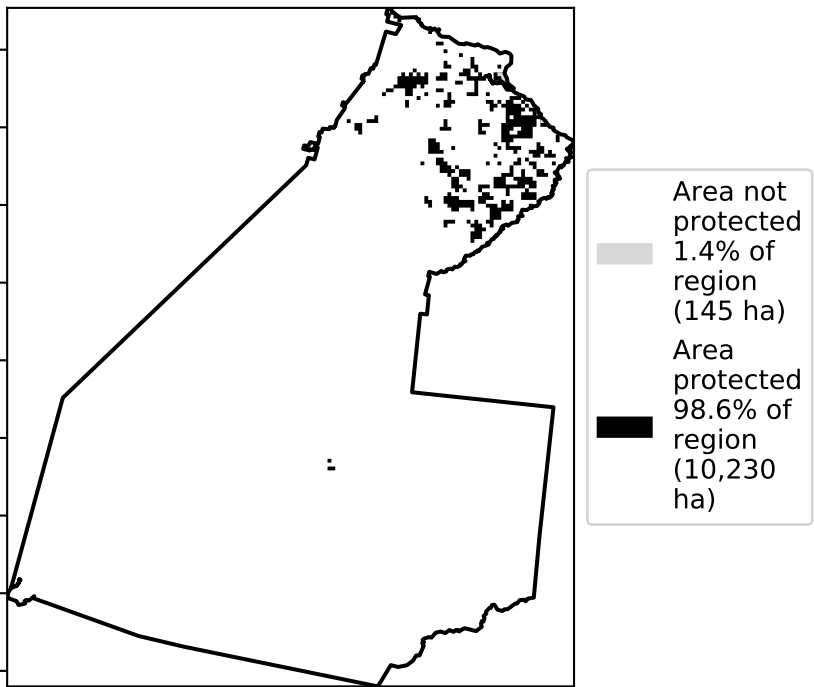 Area not
protected
1.4% of
region
(145 ha)
Area
protected
98.6% of
region
(10,230
ha)